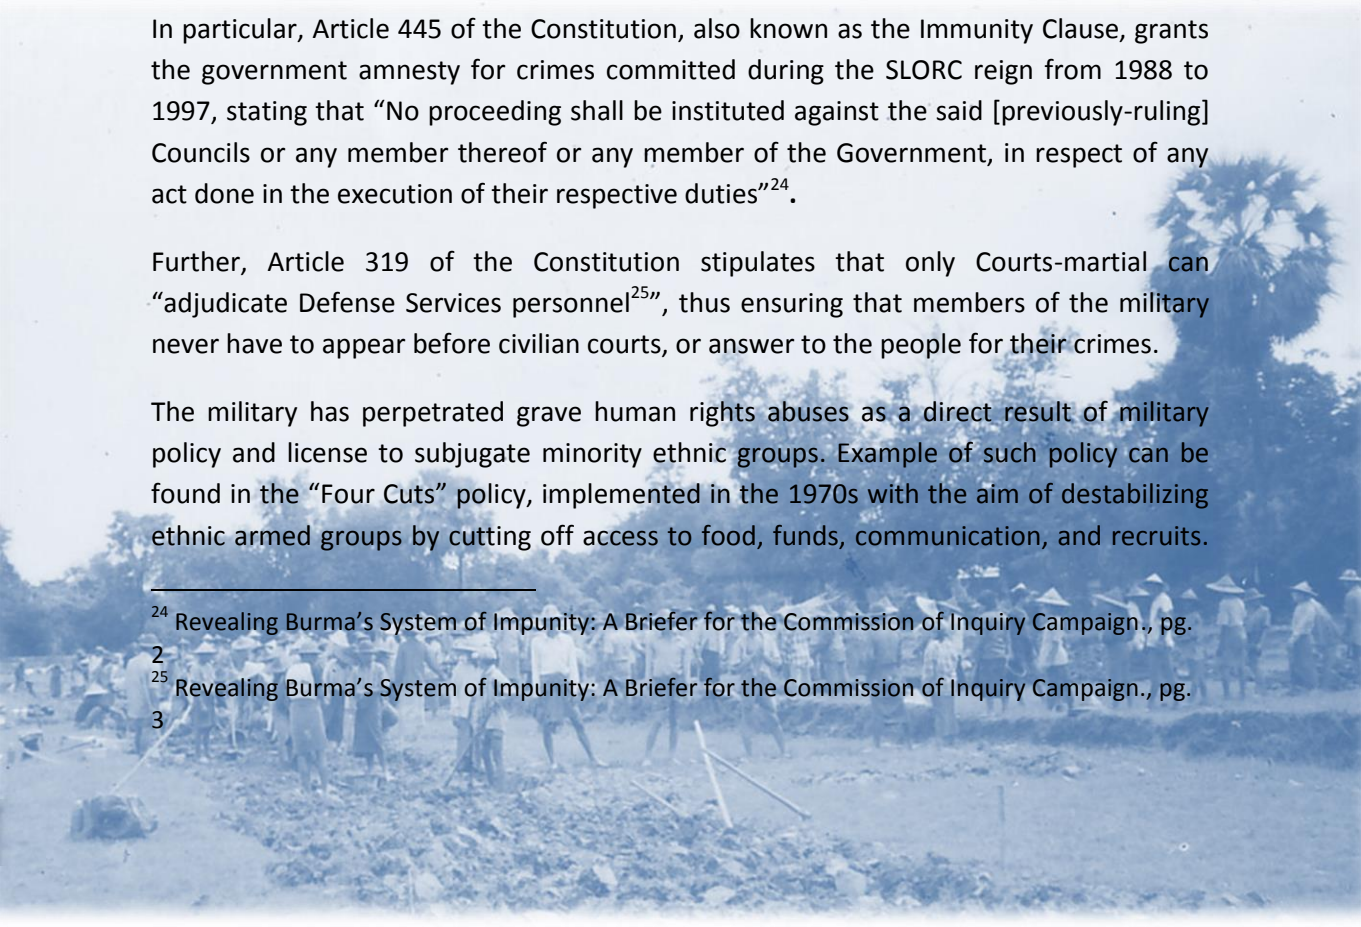 In particular, Article 445 of the Constitution, also known as the Immunity Clause, grants
the government amnesty for crimes committed during the SLORC reign from 1988 to
1997, stating that “No proceeding shall be instituted against the said [previously-ruling]
Councils or any member thereof or any member of the Government, in respect of any
act done in the execution of their respective duties”24.
Further, Article 319 of the Constitution stipulates that only Courts-martial can
“adjudicate Defense Services personnel25”, thus ensuring that members of the military
never have to appear before civilian courts, or answer to the people for their crimes.
The military has perpetrated grave human rights abuses as a direct result of military
policy and license to subjugate minority ethnic groups. Example of such policy can be
found in the “Four Cuts” policy, implemented in the 1970s with the aim of destabilizing
ethnic armed groups by cutting off access to food, funds, communication, and recruits.
24 Revealing Burma’s System of Impunity: A Briefer for the Commission of Inquiry Campaign., pg.
2
25 Revealing Burma’s System of Impunity: A Briefer for the Commission of Inquiry Campaign., pg.
3